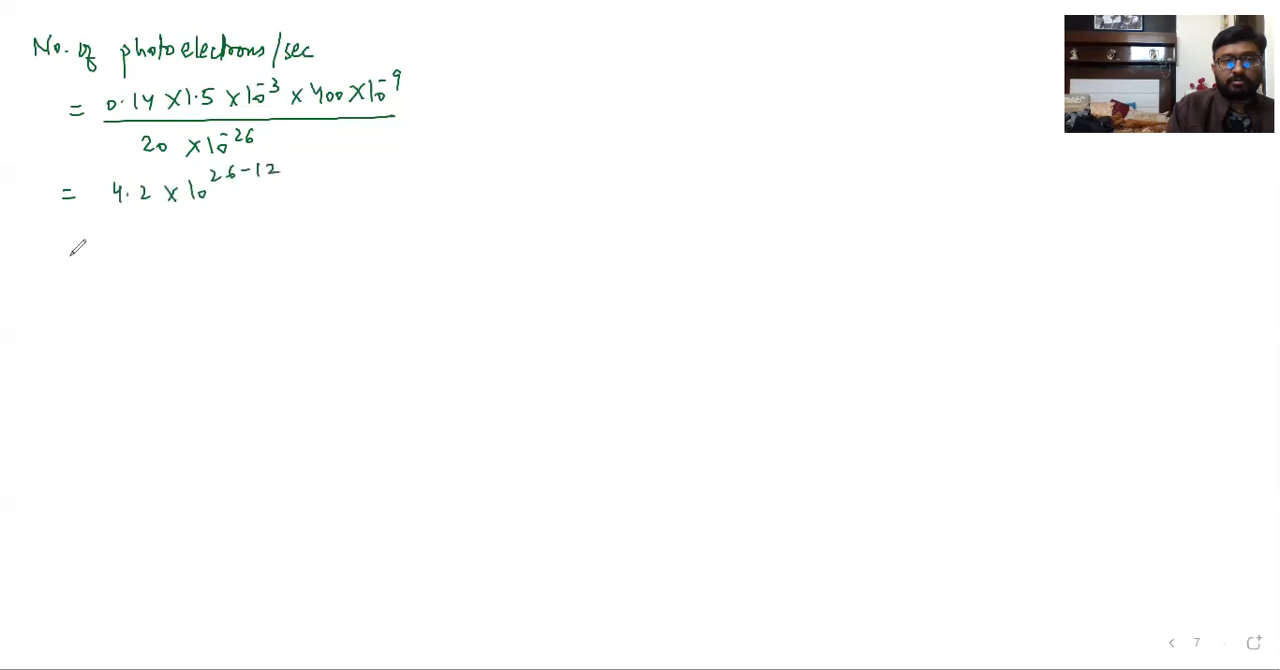 No. of photoelectrons/sec
= 0.14 × 1.5 × 10⁻³ × 400 × 10⁻⁹
20 × 10⁻²⁶
= 4.2 × 10²⁶⁻¹²
< 7